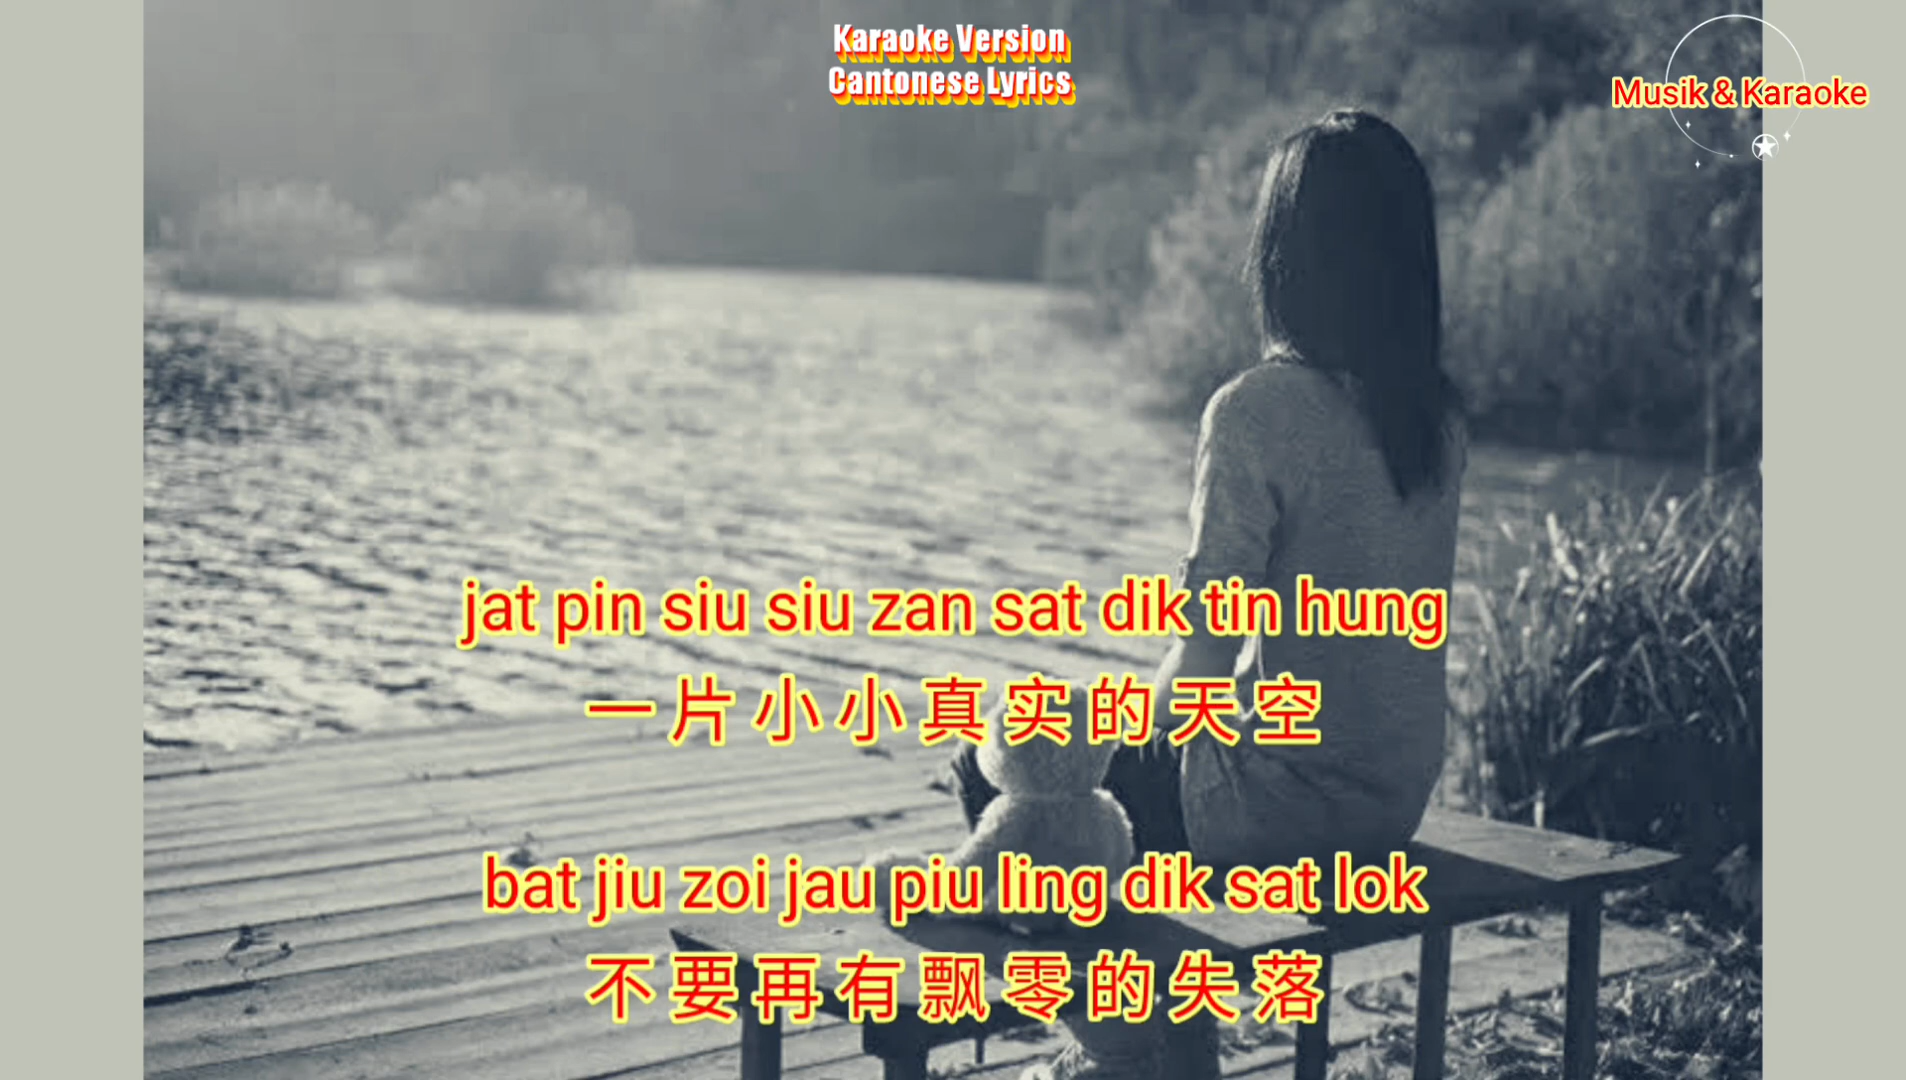 Karaoke Version
Cantonese Lyrics
Musik & Karaoke
jat pin siu siu zan sat dik tin hung
一片小小真实的天空
bat jiu zoi jau piu ling dik sat lok
不要再有飘零的失落